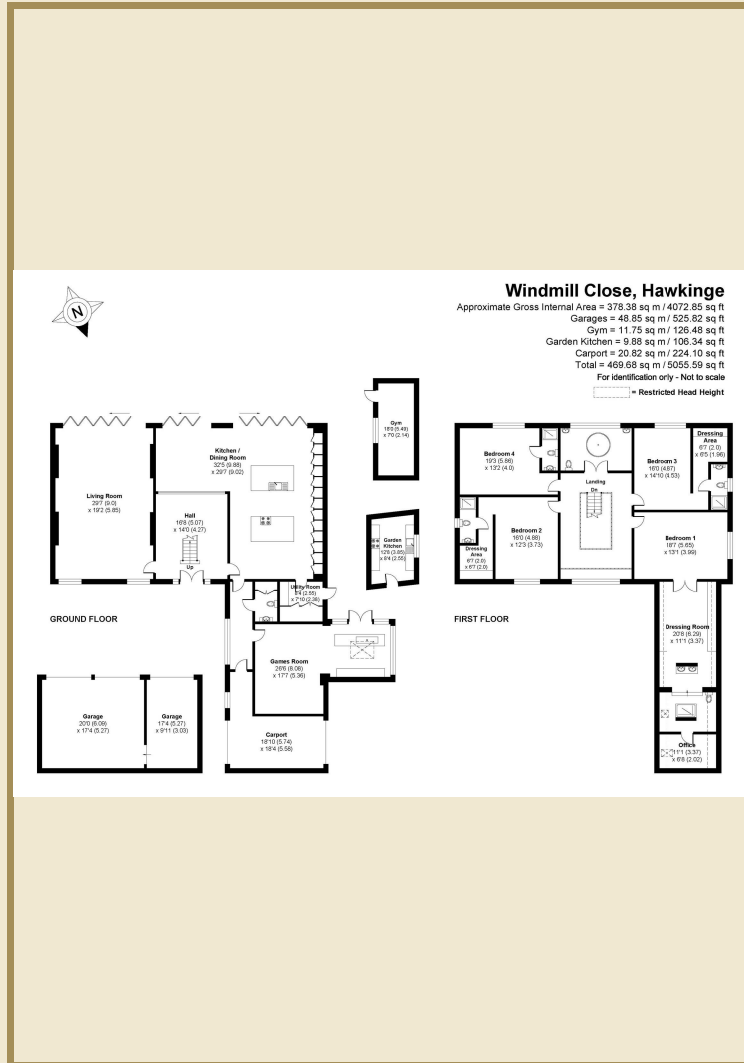 N
Windmill Close, Hawkinge
Approximate Gross Internal Area = 378.38 sq m / 4072.85 sq ft
Garages = 48.85 sq m / 525.82 sq ft
Gym = 11.75 sq m / 126.48 sq ft
Garden Kitchen = 9.88 sq m / 106.34 sq ft
Carport = 20.82 sq m / 224.10 sq ft
Total = 469.68 sq m / 5055.59 sq ft
For identification only - Not to scale
= Restricted Head Height
Living Room
29'7 (9.0)
x 19'2 (5.85)
Kitchen /
Dining Room
32'5 (9.88)
x 29'7 (9.02)
Hall
16'8 (5.07)
x 14'0 (4.27)
Up
Utility Room
8'4 (2.55)
x 7'10 (2.38)
Gym
18'0 (5.49)
x 7'0 (2.14)
Garden
Kitchen
12'8 (3.85)
x 8'4 (2.55)
GROUND FLOOR
Games Room
26'6 (8.08)
x 17'7 (5.36)
Garage
20'0 (6.09)
x 17'4 (5.27)
Garage
17'4 (5.27)
x 9'11 (3.03)
Carport
18'10 (5.74)
x 18'4 (5.58)
Bedroom 4
19'3 (5.86)
x 13'2 (4.0)
Landing
Dn
Bedroom 3
16'0 (4.87)
x 14'10 (4.53)
Dressing
Area
6'7 (2.0)
x 6'5 (1.96)
Bedroom 2
16'0 (4.88)
x 12'3 (3.73)
Dressing
Area
6'7 (2.0)
x 6'7 (2.0)
Bedroom 1
18'7 (5.65)
x 13'1 (3.99)
FIRST FLOOR
Dressing Room
20'8 (6.29)
x 11'1 (3.37)
Office
11'1 (3.37)
x 6'8 (2.02)